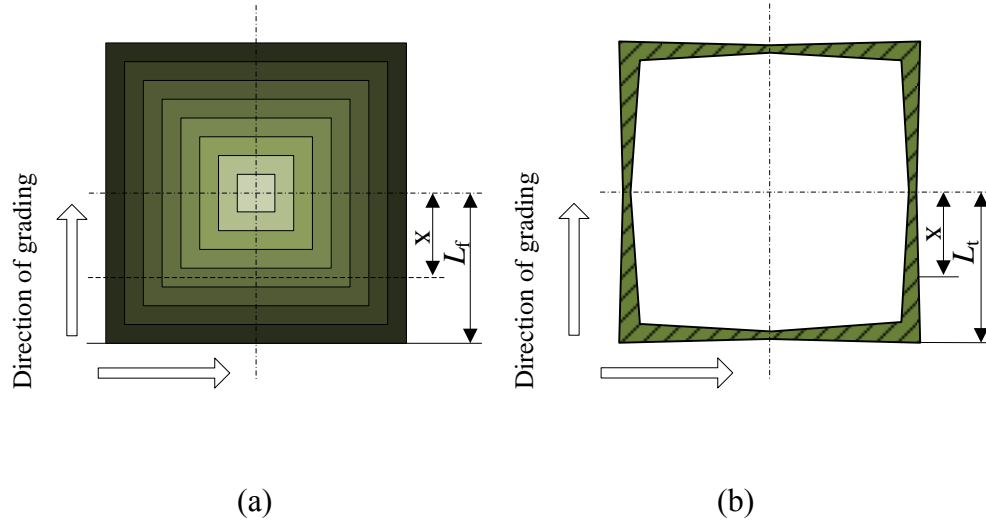 Direction of grading
x
L_f
Direction of grading
x
L_t
(a)
(b)